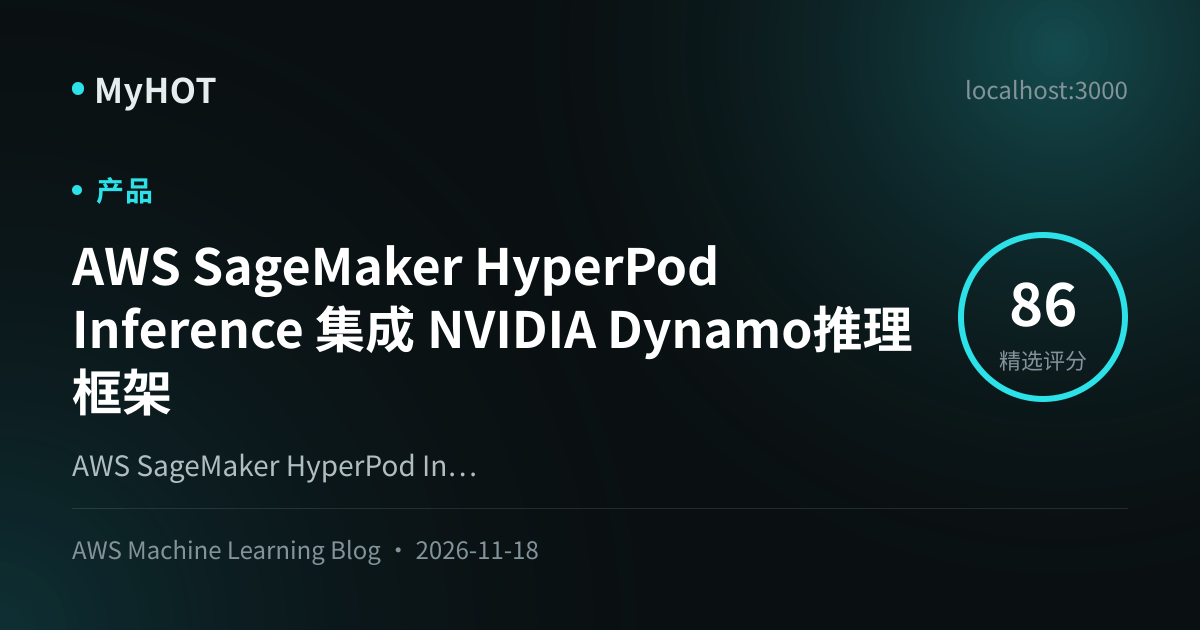 MyHOT
localhost:3000
产品
AWS SageMaker HyperPod
Inference 集成 NVIDIA Dynamo推理
框架
86
精选评分
AWS SageMaker HyperPod In…
AWS Machine Learning Blog · 2026-11-18